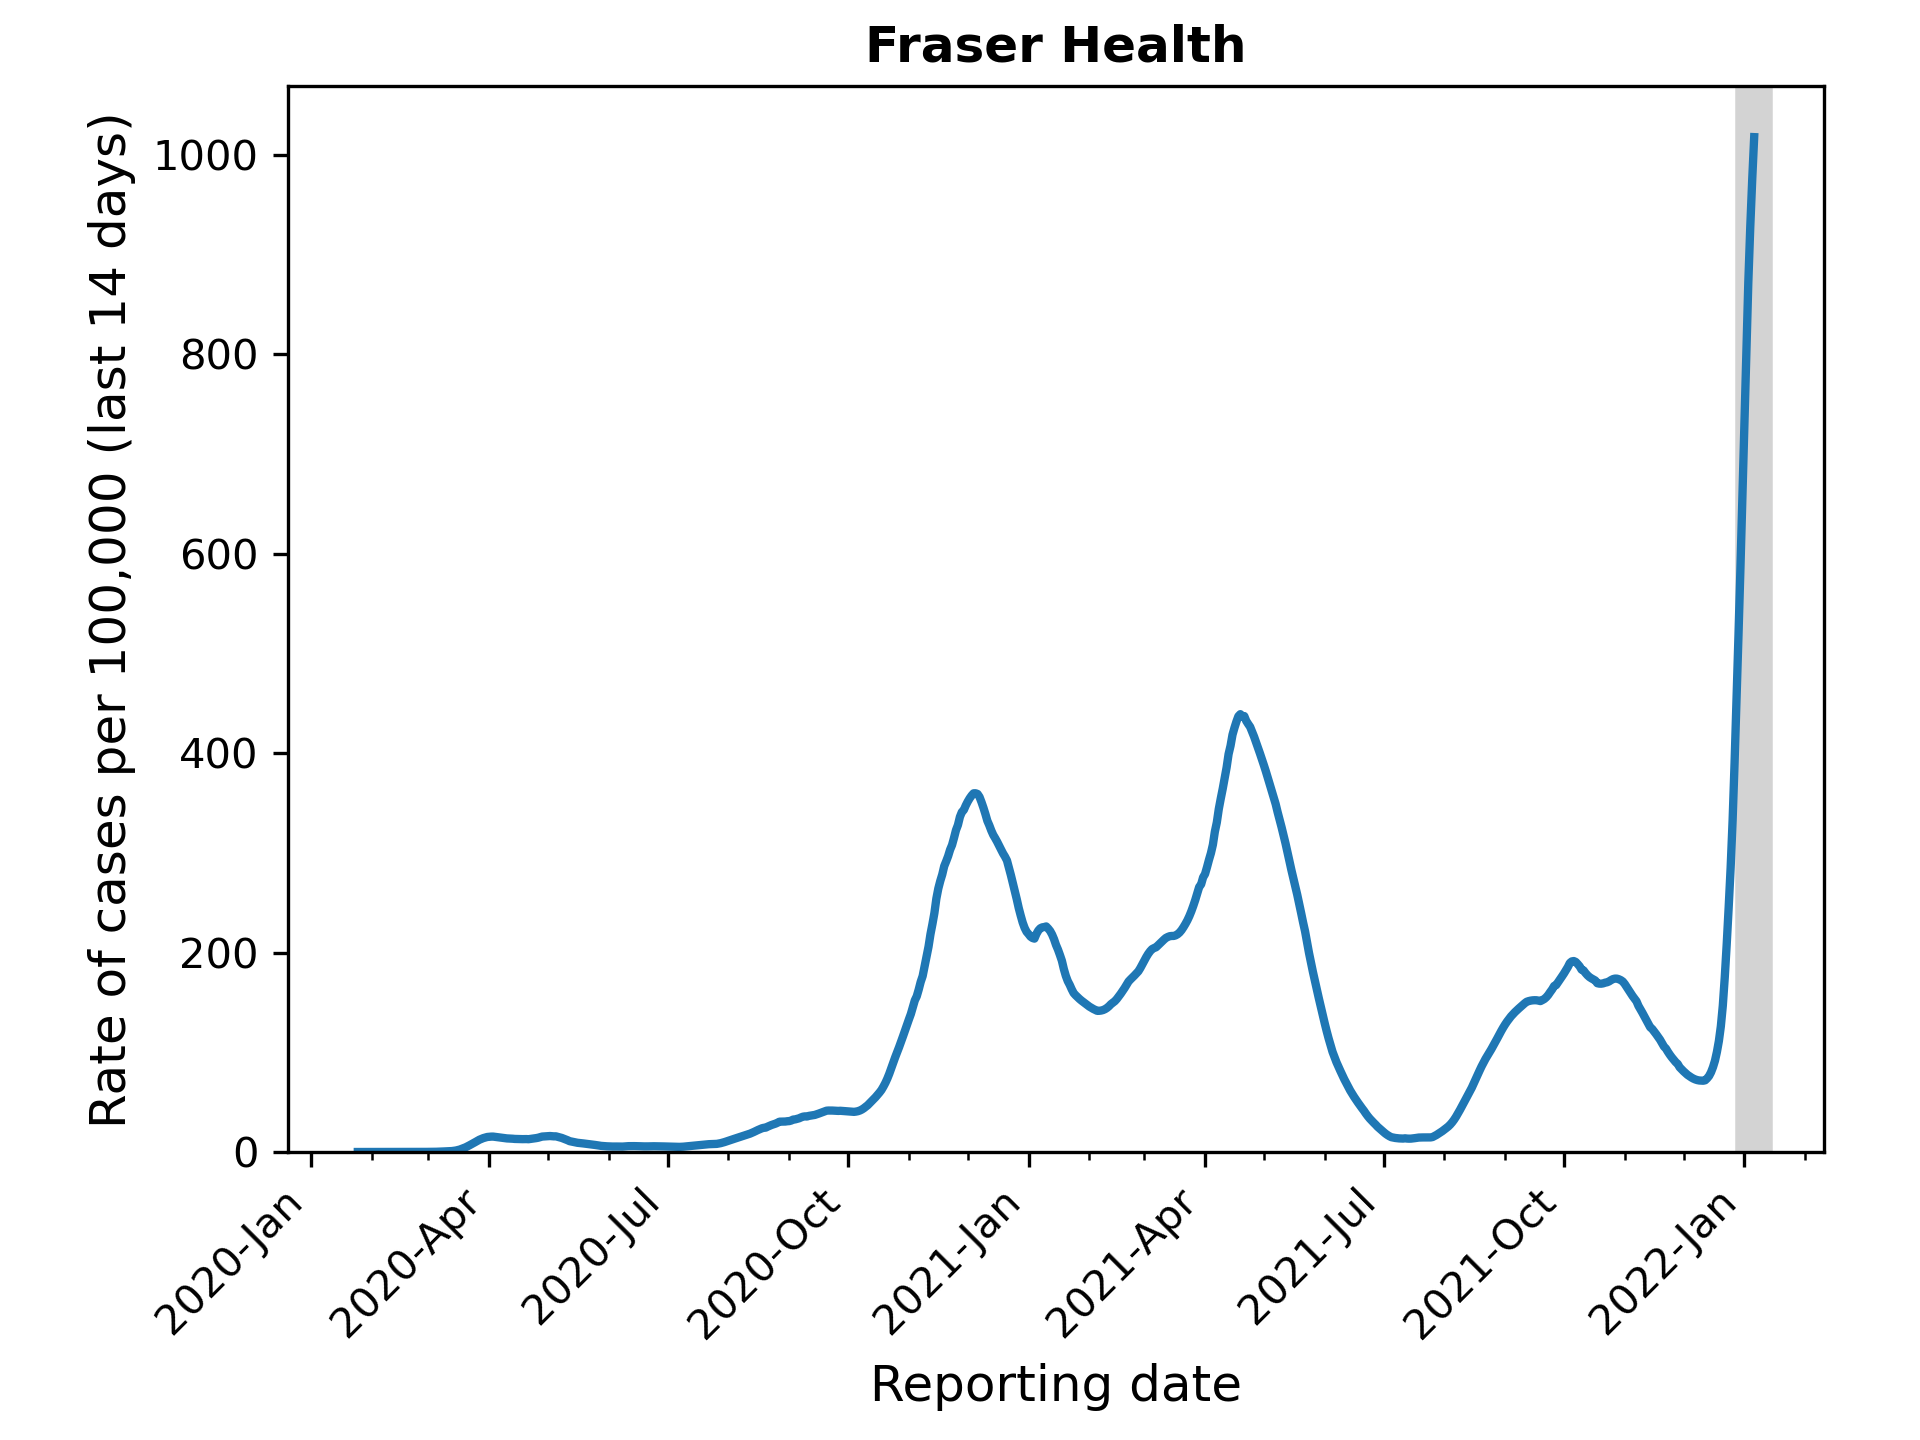 Fraser Health
Rate of cases per 100,000 (last 14 days)
1000
800
600
400
200
0
2020-Jan
2020-Apr
2020-Jul
2020-Oct
2021-Jan
2021-Apr
2021-Jul
2021-Oct
2022-Jan
Reporting date